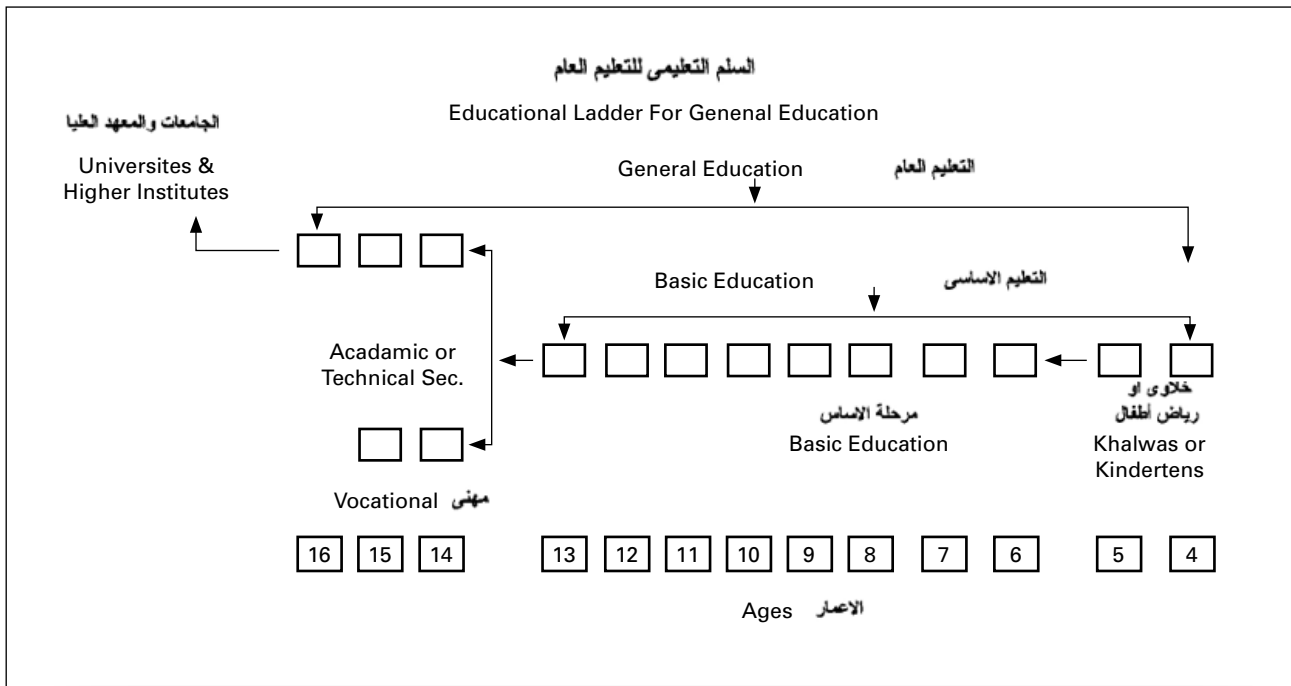 السلم التعليمى للتعليم العام
Educational Ladder For Genenal Education
الجامعات والمعهد العليا
Universites &
Higher Institutes
General Education التعليم العام
Basic Education التعليم الاساسى
Acadamic or
Technical Sec.
خلاوى او
رياض أطفال
Khalwas or
Kindertens
مرحلة الاساس
Basic Education
Vocational مهنى
16 15 14 13 12 11 10 9 8 7 6 5 4
Ages الاعمار